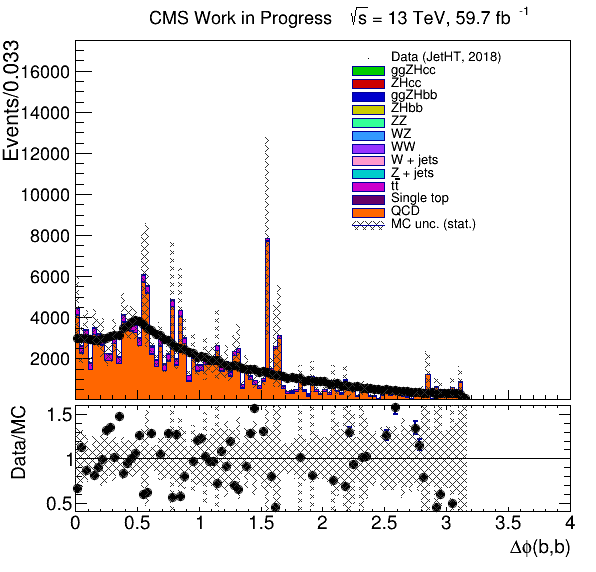 CMS Work in Progress √s = 13 TeV, 59.7 fb⁻¹
Events/0.033
16000
14000
12000
10000
8000
6000
4000
2000
Data (JetHT, 2018)
ggZHcc
ZHcc
ggZHbb
ZHbb
ZZ
WZ
WW
W + jets
Z + jets
tt̄
Single top
QCD
MC unc. (stat.)
Data/MC
1.5
1
0.5
0 0.5 1 1.5 2 2.5 3 3.5 4
Δϕ(b,b)